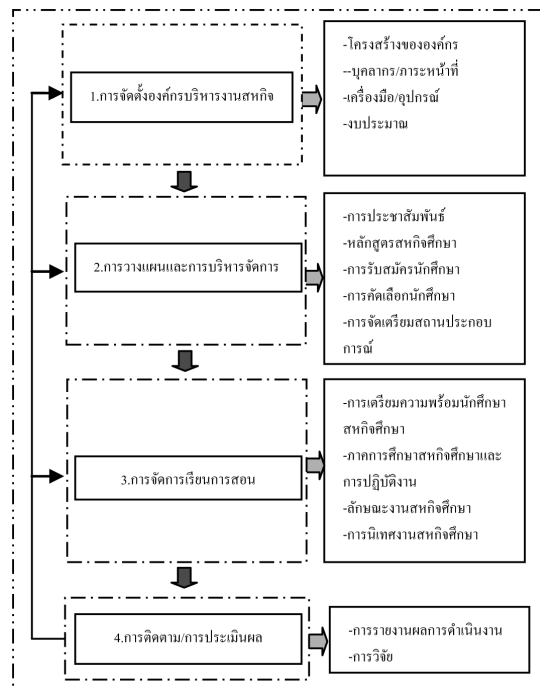 1.การจัดตั้งองค์กรบริหารงานสหกิจ
-โครงสร้างขององค์กร
--บุคลากร/ภาระหน้าที่
-เครื่องมือ/อุปกรณ์
-งบประมาณ
2.การวางแผนและการบริหารจัดการ
-การประชาสัมพันธ์
-หลักสูตรสหกิจศึกษา
-การรับสมัครนักศึกษา
-การคัดเลือกนักศึกษา
-การจัดเตรียมสถานประกอบ
การณ์
3.การจัดการเรียนการสอน
-การเตรียมความพร้อมนักศึกษา
สหกิจศึกษา
-ภาคการศึกษาสหกิจศึกษาและ
การปฏิบัติงาน
-ลักษณะงานสหกิจศึกษา
-การนิเทศงานสหกิจศึกษา
4.การติดตาม/การประเมินผล
-การรายงานผลการดำเนินงาน
-การวิจัย